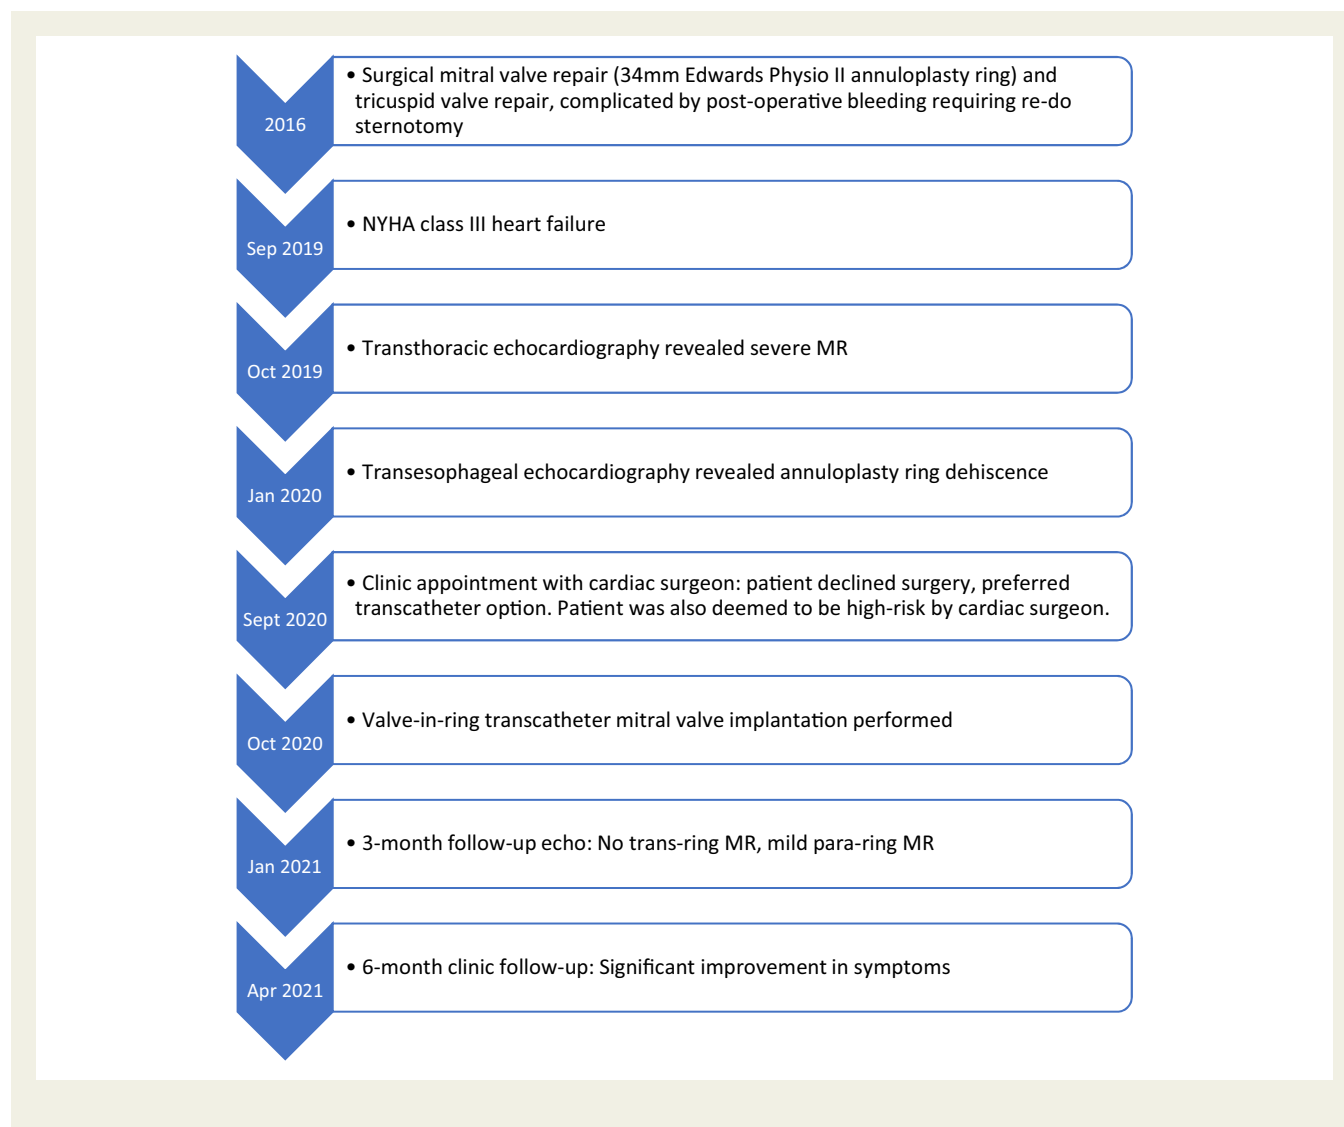 2016
• Surgical mitral valve repair (34mm Edwards Physio II annuloplasty ring) and
tricuspid valve repair, complicated by post-operative bleeding requiring re-do
sternotomy
Sep 2019
• NYHA class III heart failure
Oct 2019
• Transthoracic echocardiography revealed severe MR
Jan 2020
• Transesophageal echocardiography revealed annuloplasty ring dehiscence
Sept 2020
• Clinic appointment with cardiac surgeon: patient declined surgery, preferred
transcatheter option. Patient was also deemed to be high-risk by cardiac surgeon.
Oct 2020
• Valve-in-ring transcatheter mitral valve implantation performed
Jan 2021
• 3-month follow-up echo: No trans-ring MR, mild para-ring MR
Apr 2021
• 6-month clinic follow-up: Significant improvement in symptoms